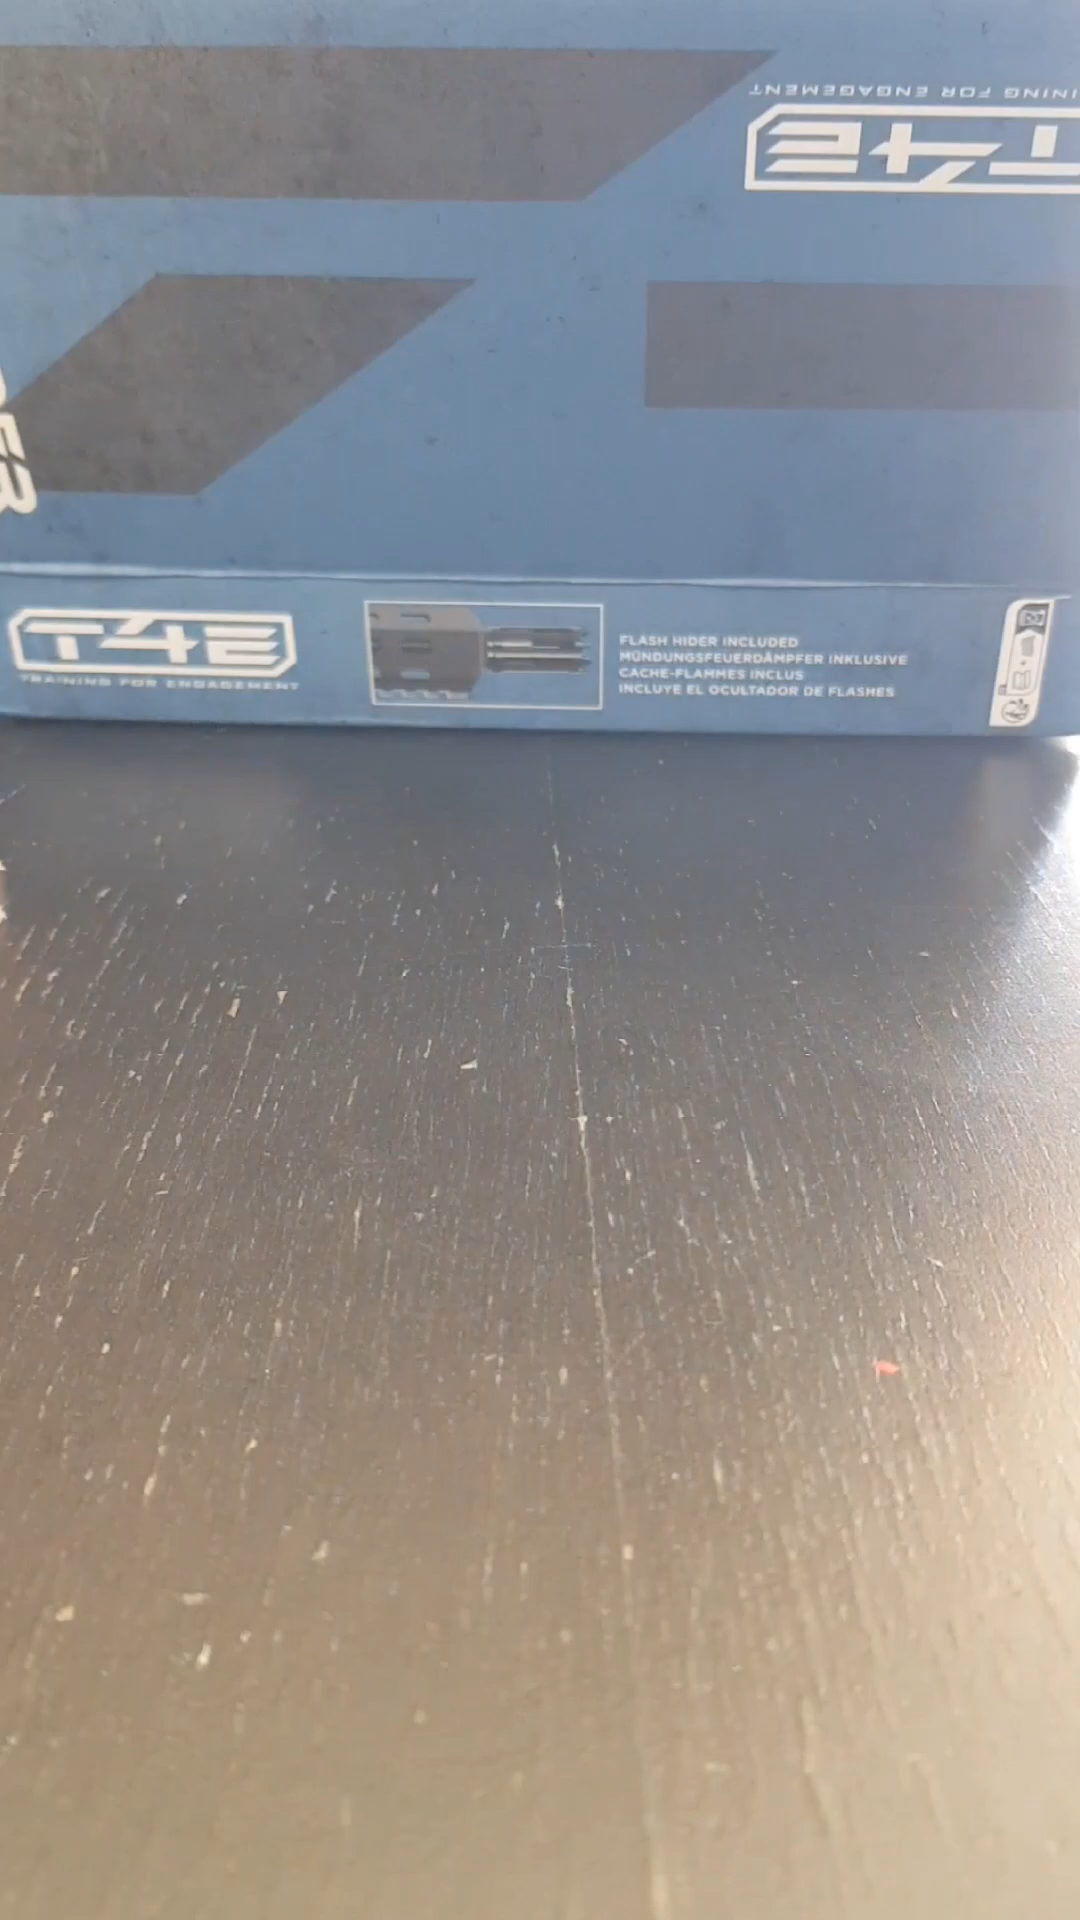 INING FOR ENGAGEMENT
T4E
T4E
TRAINING FOR ENGAGEMENT
FLASH HIDER INCLUDED
MÜNDUNGSFEUERDÄMPFER INKLUSIVE
CACHE-FLAMMES INCLUS
INCLUYE EL OCULTADOR DE FLASHES